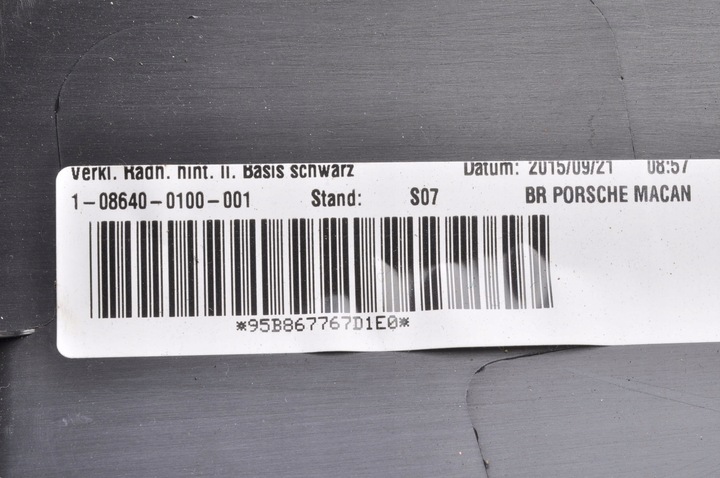 Verkl. Radh. hint. li. Basis schwarz Datum: 2015/09/21 08:57
1-08640-0100-001 Stand: S07 BR PORSCHE MACAN
*95B867767D1E0*